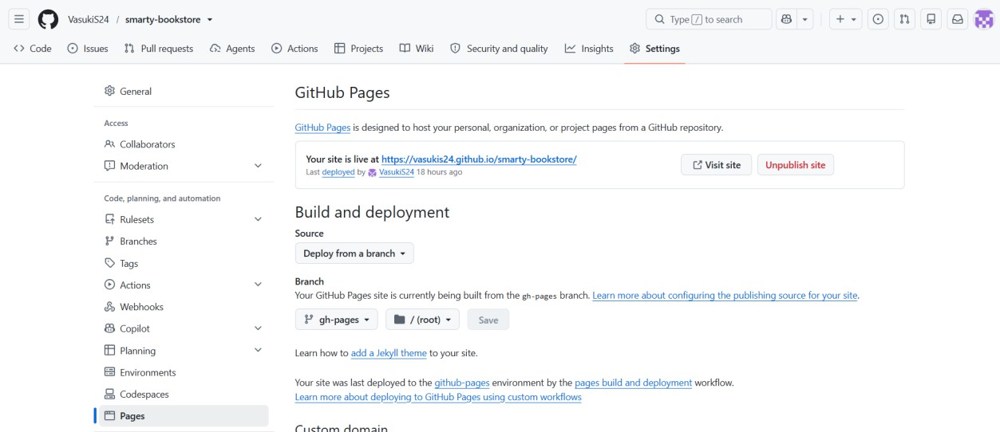 VasukiS24 / smarty-bookstore
Type / to search
Code Issues Pull requests Agents Actions Projects Wiki Security and quality Insights Settings
General
Access
Collaborators
Moderation
Code, planning, and automation
Rulesets
Branches
Tags
Actions
Webhooks
Copilot
Planning
Environments
Codespaces
Pages
GitHub Pages
GitHub Pages is designed to host your personal, organization, or project pages from a GitHub repository.
Your site is live at https://vasukis24.github.io/smarty-bookstore/
Last deployed by VasukiS24 18 hours ago
Visit site
Unpublish site
Build and deployment
Source
Deploy from a branch
Branch
Your GitHub Pages site is currently being built from the gh-pages branch. Learn more about configuring the publishing source for your site.
gh-pages / (root) Save
Learn how to add a Jekyll theme to your site.
Your site was last deployed to the github-pages environment by the pages build and deployment workflow.
Learn more about deploying to GitHub Pages using custom workflows
Custom domain